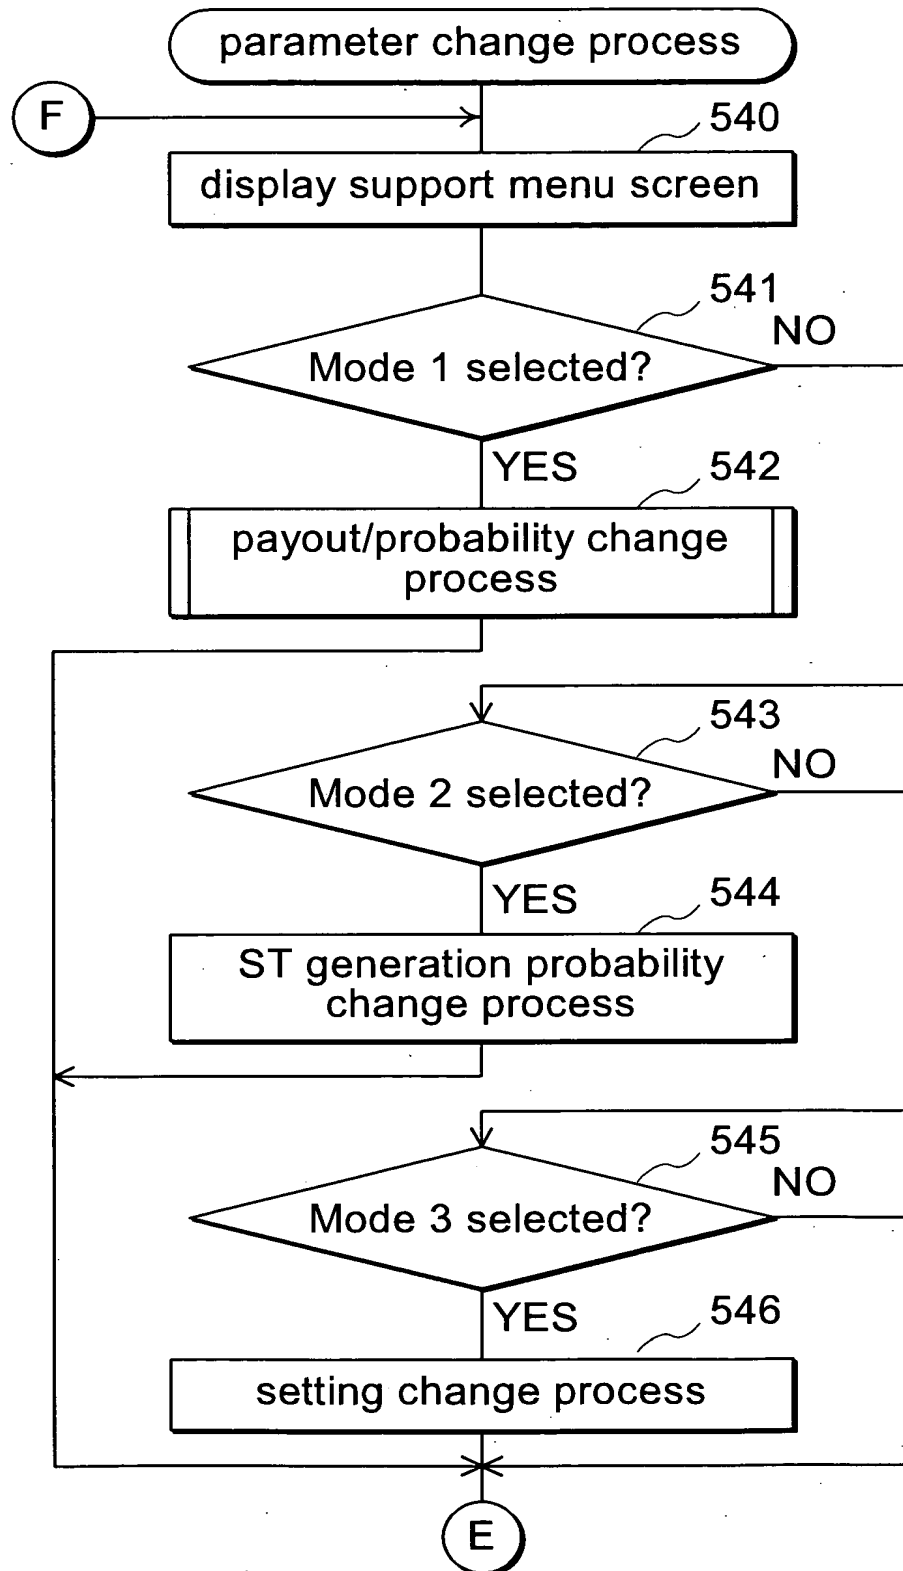 parameter change process
F
540
display support menu screen
541
NO
Mode 1 selected?
YES
542
payout/probability change
process
543
NO
Mode 2 selected?
YES
544
ST generation probability
change process
545
NO
Mode 3 selected?
YES
546
setting change process
E